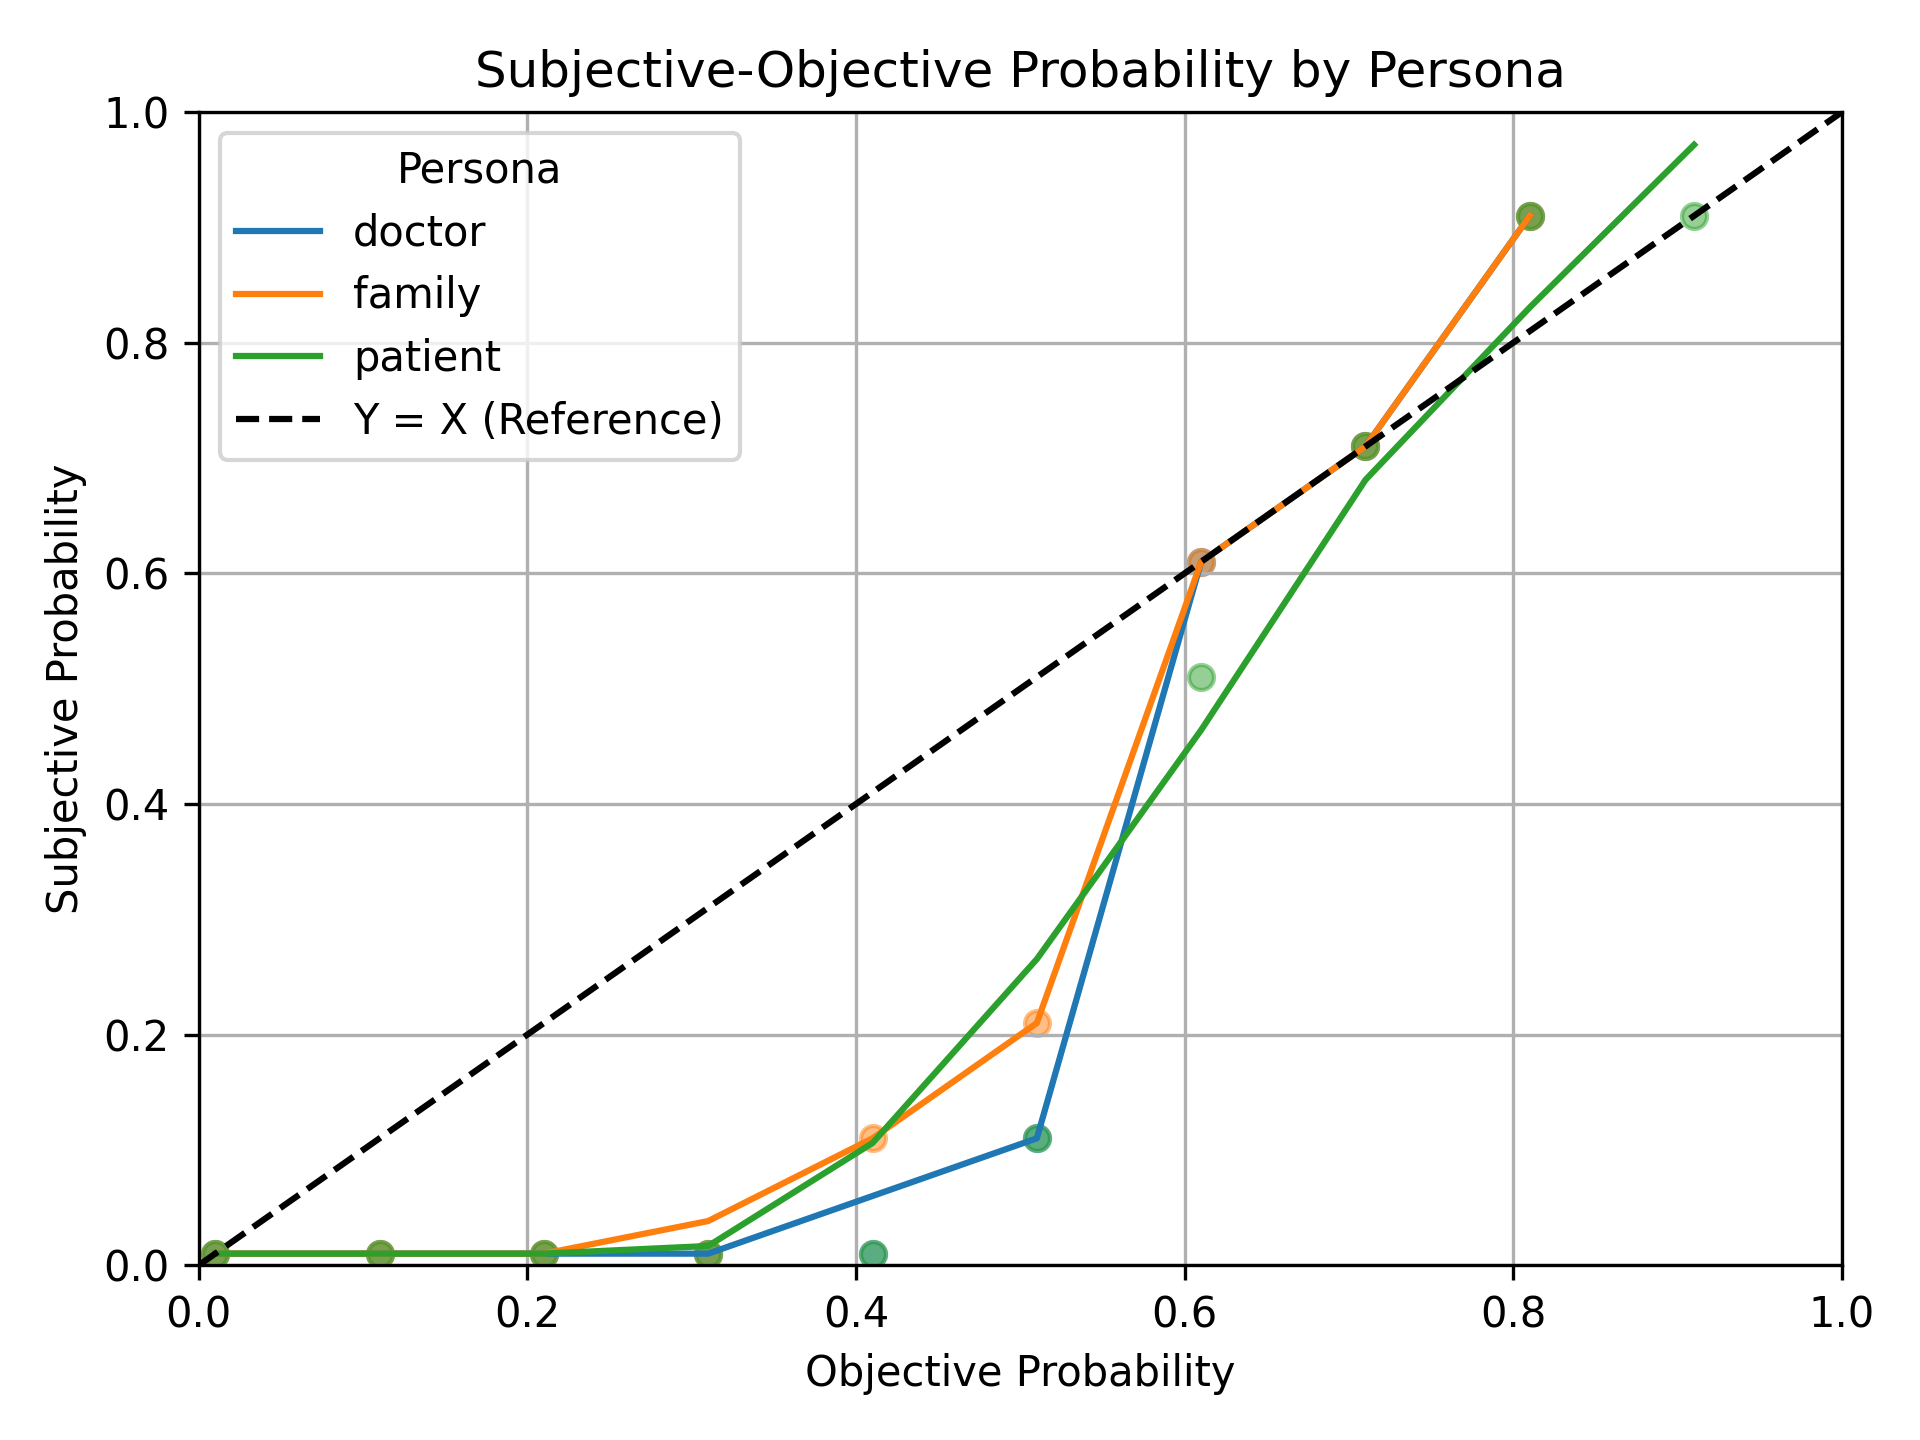 Subjective-Objective Probability by Persona
1.0
0.8
0.6
0.4
0.2
0.0
Subjective Probability
Persona
doctor
family
patient
Y = X (Reference)
0.0 0.2 0.4 0.6 0.8 1.0
Objective Probability